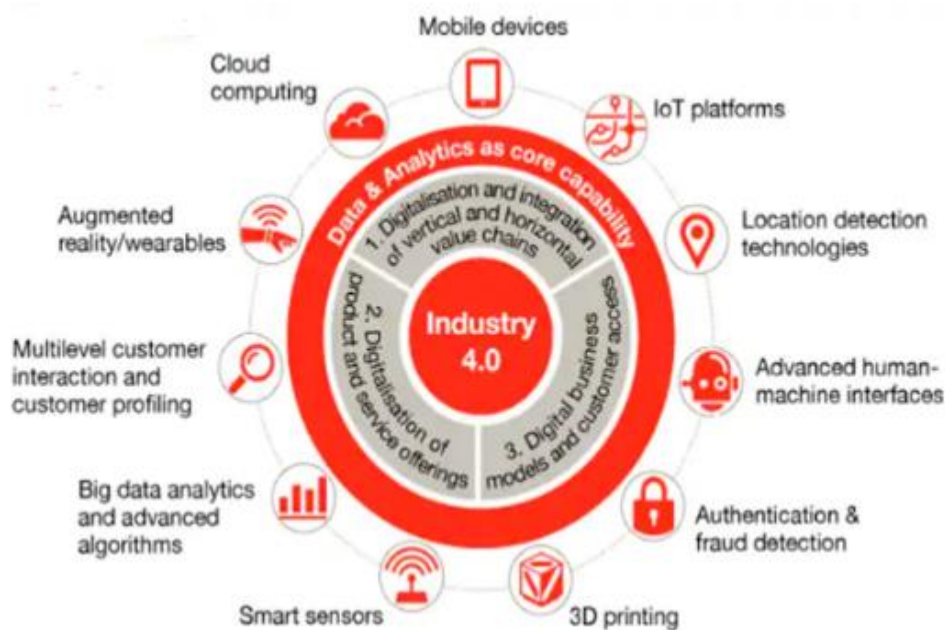 Mobile devices
Cloud
computing
IoT platforms
Data & Analytics as core capability
1. Digitalisation and integration
of vertical and horizontal
value chains
Augmented
reality/wearables
Location detection
technologies
Industry
4.0
2. Digitalisation of
product and service offerings
3. Digital business
models and customer access
Multilevel customer
interaction and
customer profiling
Advanced human-
machine interfaces
Big data analytics
and advanced
algorithms
Authentication &
fraud detection
Smart sensors
3D printing